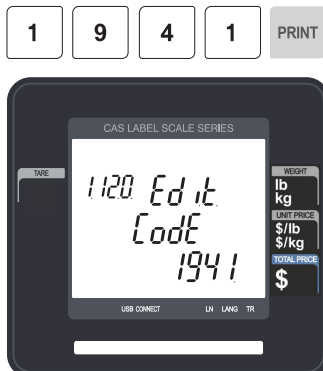 1 9 4 1 PRINT
CAS LABEL SCALE SERIES
TARE
1120 Edit
CodE
1941
WEIGHT
lb
kg
UNIT PRICE
$/lb
$/kg
TOTAL PRICE
$
USB CONNECT LN LANG TR